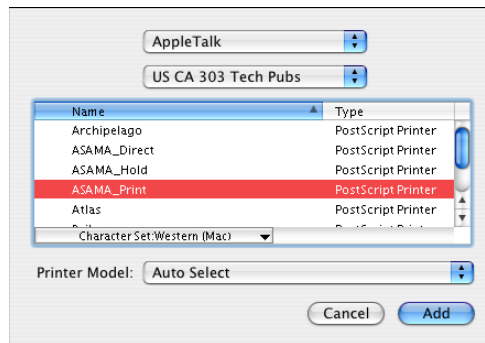 AppleTalk
US CA 303 Tech Pubs
Name Type
Archipelago PostScript Printer
ASAMA_Direct PostScript Printer
ASAMA_Hold PostScript Printer
ASAMA_Print PostScript Printer
Atlas PostScript Printer
Character Set:Western (Mac)
Printer Model: Auto Select
Cancel Add